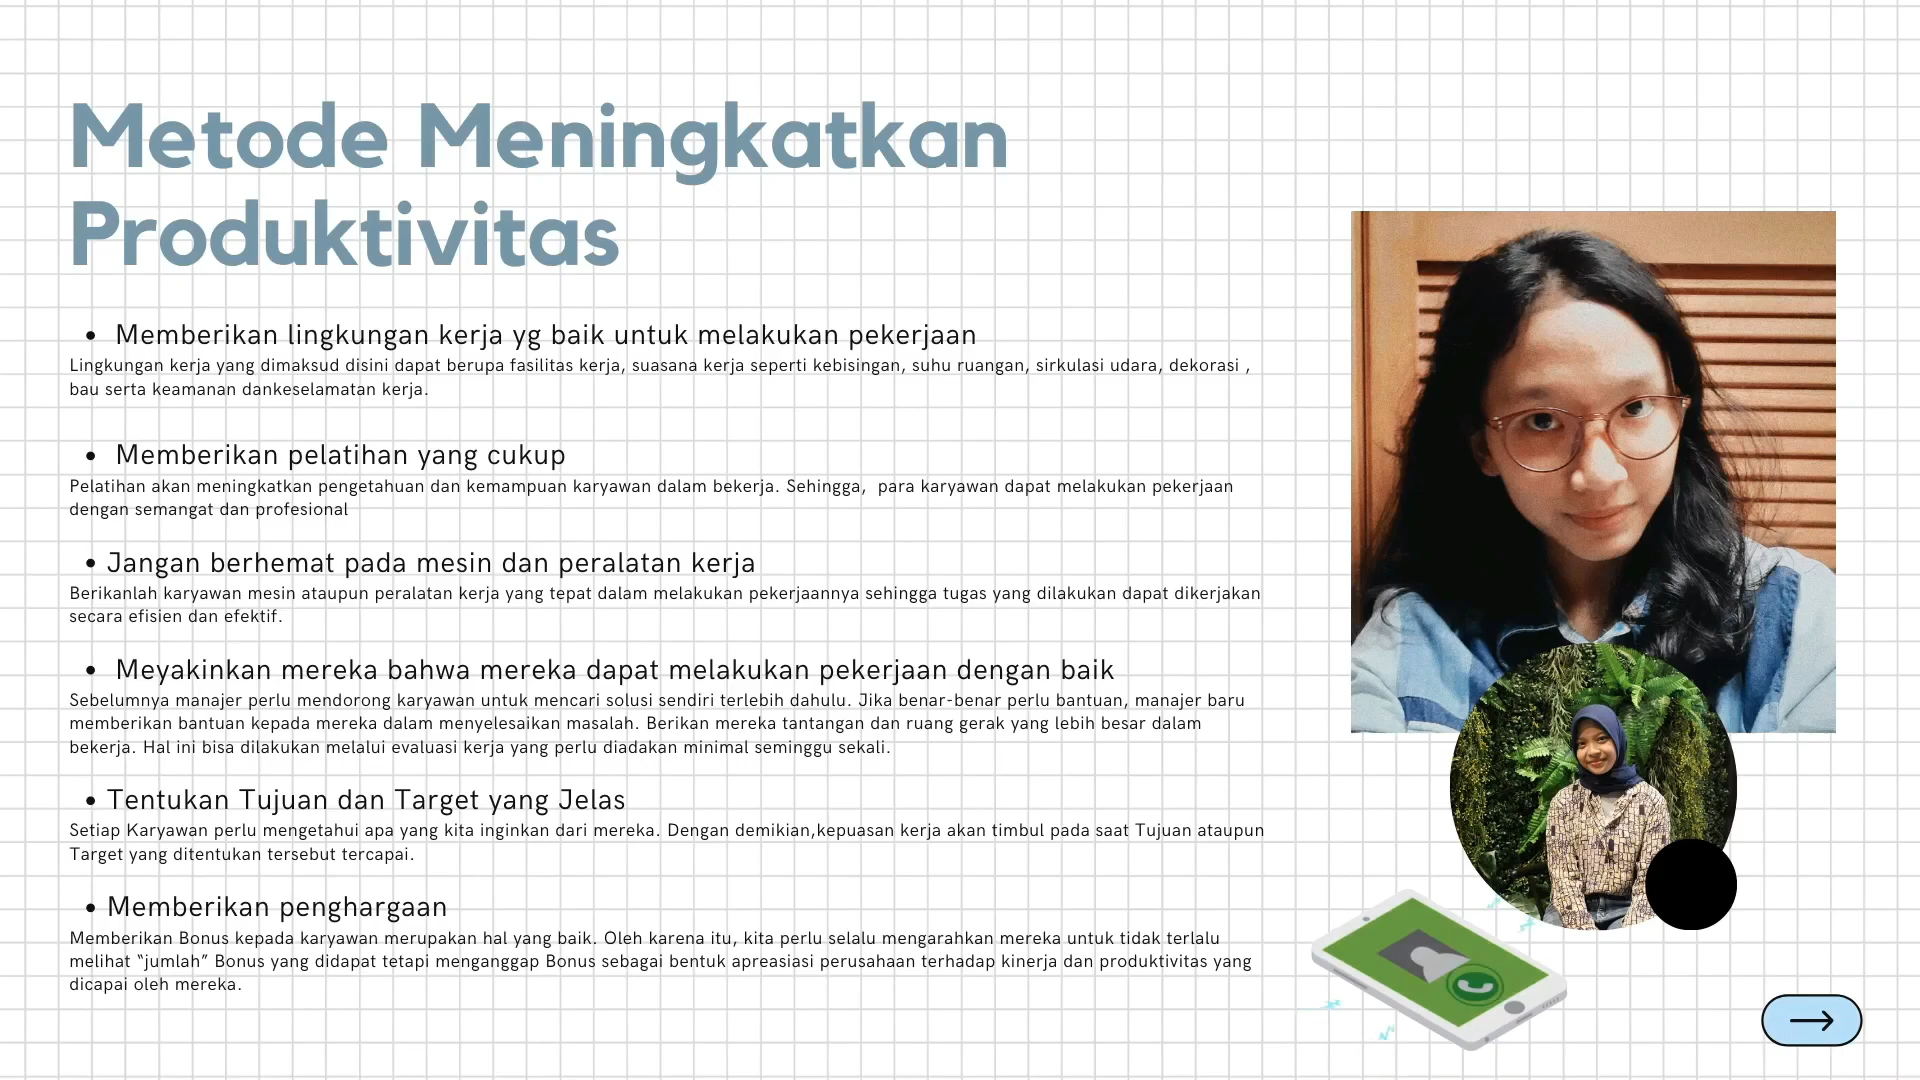 Metode Meningkatkan
Produktivitas
• Memberikan lingkungan kerja yg baik untuk melakukan pekerjaan
Lingkungan kerja yang dimaksud disini dapat berupa fasilitas kerja, suasana kerja seperti kebisingan, suhu ruangan, sirkulasi udara, dekorasi ,
bau serta keamanan dankeselamatan kerja.
• Memberikan pelatihan yang cukup
Pelatihan akan meningkatkan pengetahuan dan kemampuan karyawan dalam bekerja. Sehingga,  para karyawan dapat melakukan pekerjaan
dengan semangat dan profesional
• Jangan berhemat pada mesin dan peralatan kerja
Berikanlah karyawan mesin ataupun peralatan kerja yang tepat dalam melakukan pekerjaannya sehingga tugas yang dilakukan dapat dikerjakan
secara efisien dan efektif.
• Meyakinkan mereka bahwa mereka dapat melakukan pekerjaan dengan baik
Sebelumnya manajer perlu mendorong karyawan untuk mencari solusi sendiri terlebih dahulu. Jika benar-benar perlu bantuan, manajer baru
memberikan bantuan kepada mereka dalam menyelesaikan masalah. Berikan mereka tantangan dan ruang gerak yang lebih besar dalam
bekerja. Hal ini bisa dilakukan melalui evaluasi kerja yang perlu diadakan minimal seminggu sekali.
• Tentukan Tujuan dan Target yang Jelas
Setiap Karyawan perlu mengetahui apa yang kita inginkan dari mereka. Dengan demikian,kepuasan kerja akan timbul pada saat Tujuan ataupun
Target yang ditentukan tersebut tercapai.
• Memberikan penghargaan
Memberikan Bonus kepada karyawan merupakan hal yang baik. Oleh karena itu, kita perlu selalu mengarahkan mereka untuk tidak terlalu
melihat “jumlah” Bonus yang didapat tetapi menganggap Bonus sebagai bentuk apreasiasi perusahaan terhadap kinerja dan produktivitas yang
dicapai oleh mereka.